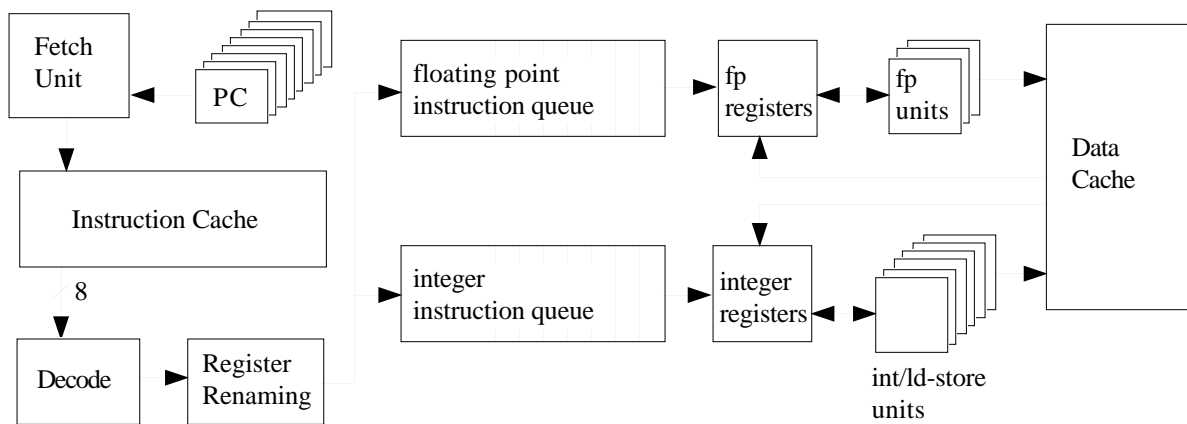 Fetch
Unit
PC
floating point
instruction queue
fp
registers
fp
units
Data
Cache
Instruction Cache
8
integer
instruction queue
integer
registers
int/ld-store
units
Decode
Register
Renaming